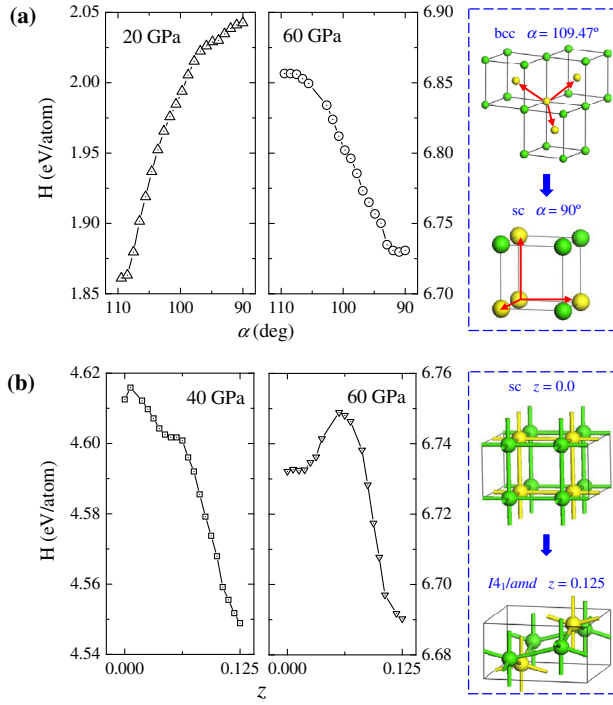 (a)
2.05
2.00
1.95
1.90
1.85
H (eV/atom)
20 GPa
60 GPa
6.90
6.85
6.80
6.75
6.70
110 100 90 110 100 90
α (deg)
bcc α = 109.47º
sc α = 90º
(b)
4.62
4.60
4.58
4.56
4.54
H (eV/atom)
40 GPa
60 GPa
6.76
6.74
6.72
6.70
6.68
0.000 0.125 0.000 0.125
z
sc z = 0.0
I4₁/amd z = 0.125